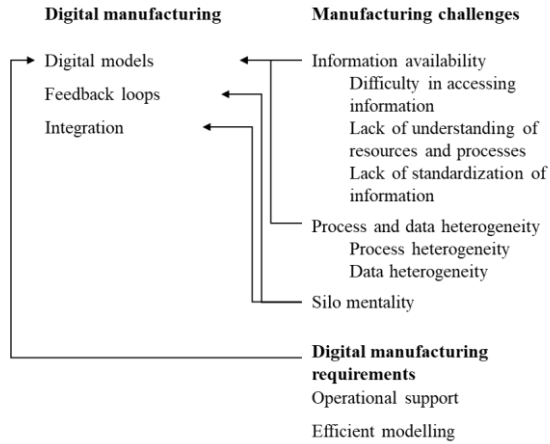 Digital manufacturing
Digital models
Feedback loops
Integration
Manufacturing challenges
Information availability
Difficulty in accessing
information
Lack of understanding of
resources and processes
Lack of standardization of
information
Process and data heterogeneity
Process heterogeneity
Data heterogeneity
Silo mentality
Digital manufacturing
requirements
Operational support
Efficient modelling